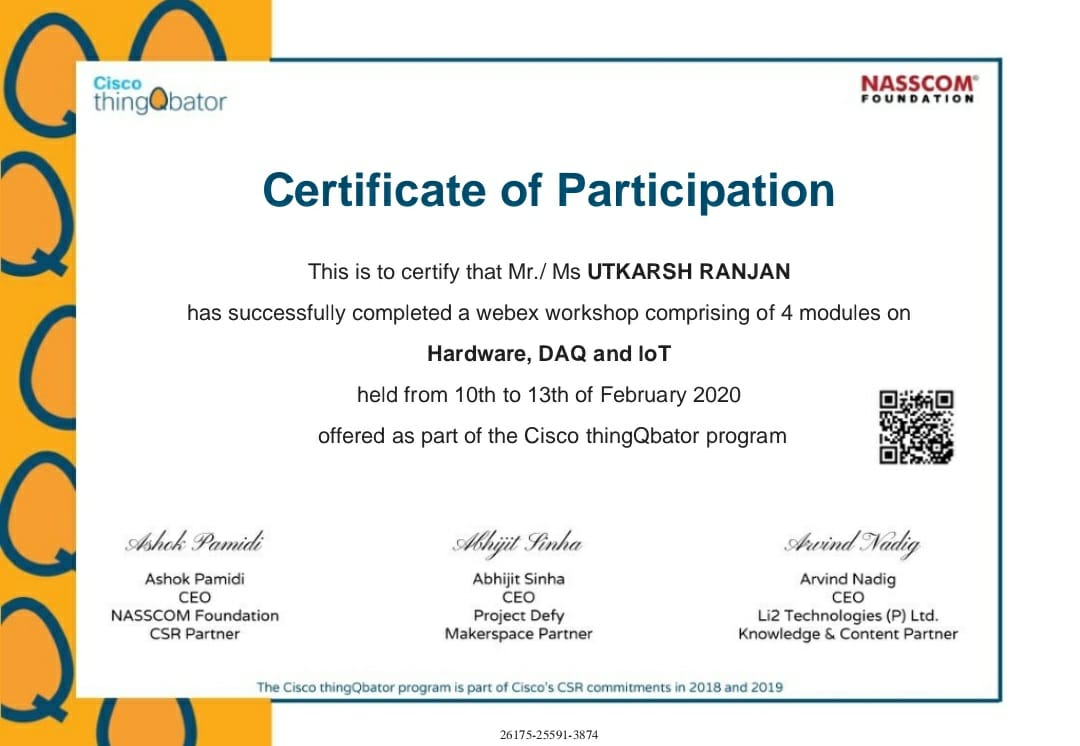 Cisco
thingQbator
NASSCOM®
FOUNDATION
Certificate of Participation
This is to certify that Mr./ Ms UTKARSH RANJAN
has successfully completed a webex workshop comprising of 4 modules on
Hardware, DAQ and IoT
held from 10th to 13th of February 2020
offered as part of the Cisco thingQbator program
Ashok Pamidi
Ashok Pamidi
CEO
NASSCOM Foundation
CSR Partner
Abhijit Sinha
Abhijit Sinha
CEO
Project Defy
Makerspace Partner
Arvind Nadig
Arvind Nadig
CEO
Li2 Technologies (P) Ltd.
Knowledge & Content Partner
The Cisco thingQbator program is part of Cisco's CSR commitments in 2018 and 2019
26175-25591-3874